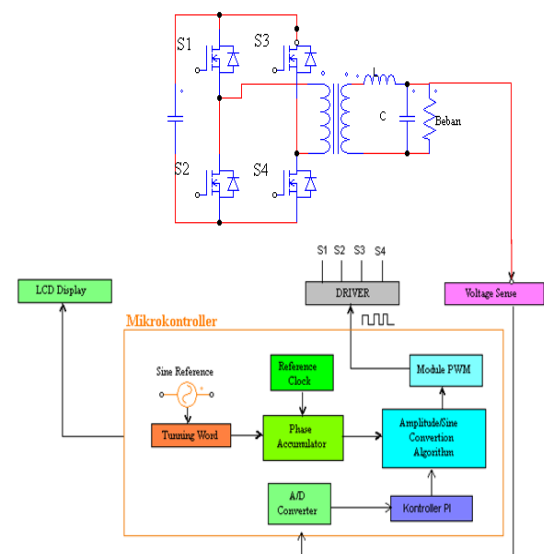 S1
S3
L
C
Beban
S2
S4
S1 S2 S3 S4
LCD Display
DRIVER
Voltage Sense
Mikrokontroller
Sine Reference
Reference
Clock
Module PWM
Tunning Word
Phase
Accumulator
Amplitude/Sine
Convertion
Algorithm
A/D
Converter
Kontroller PI